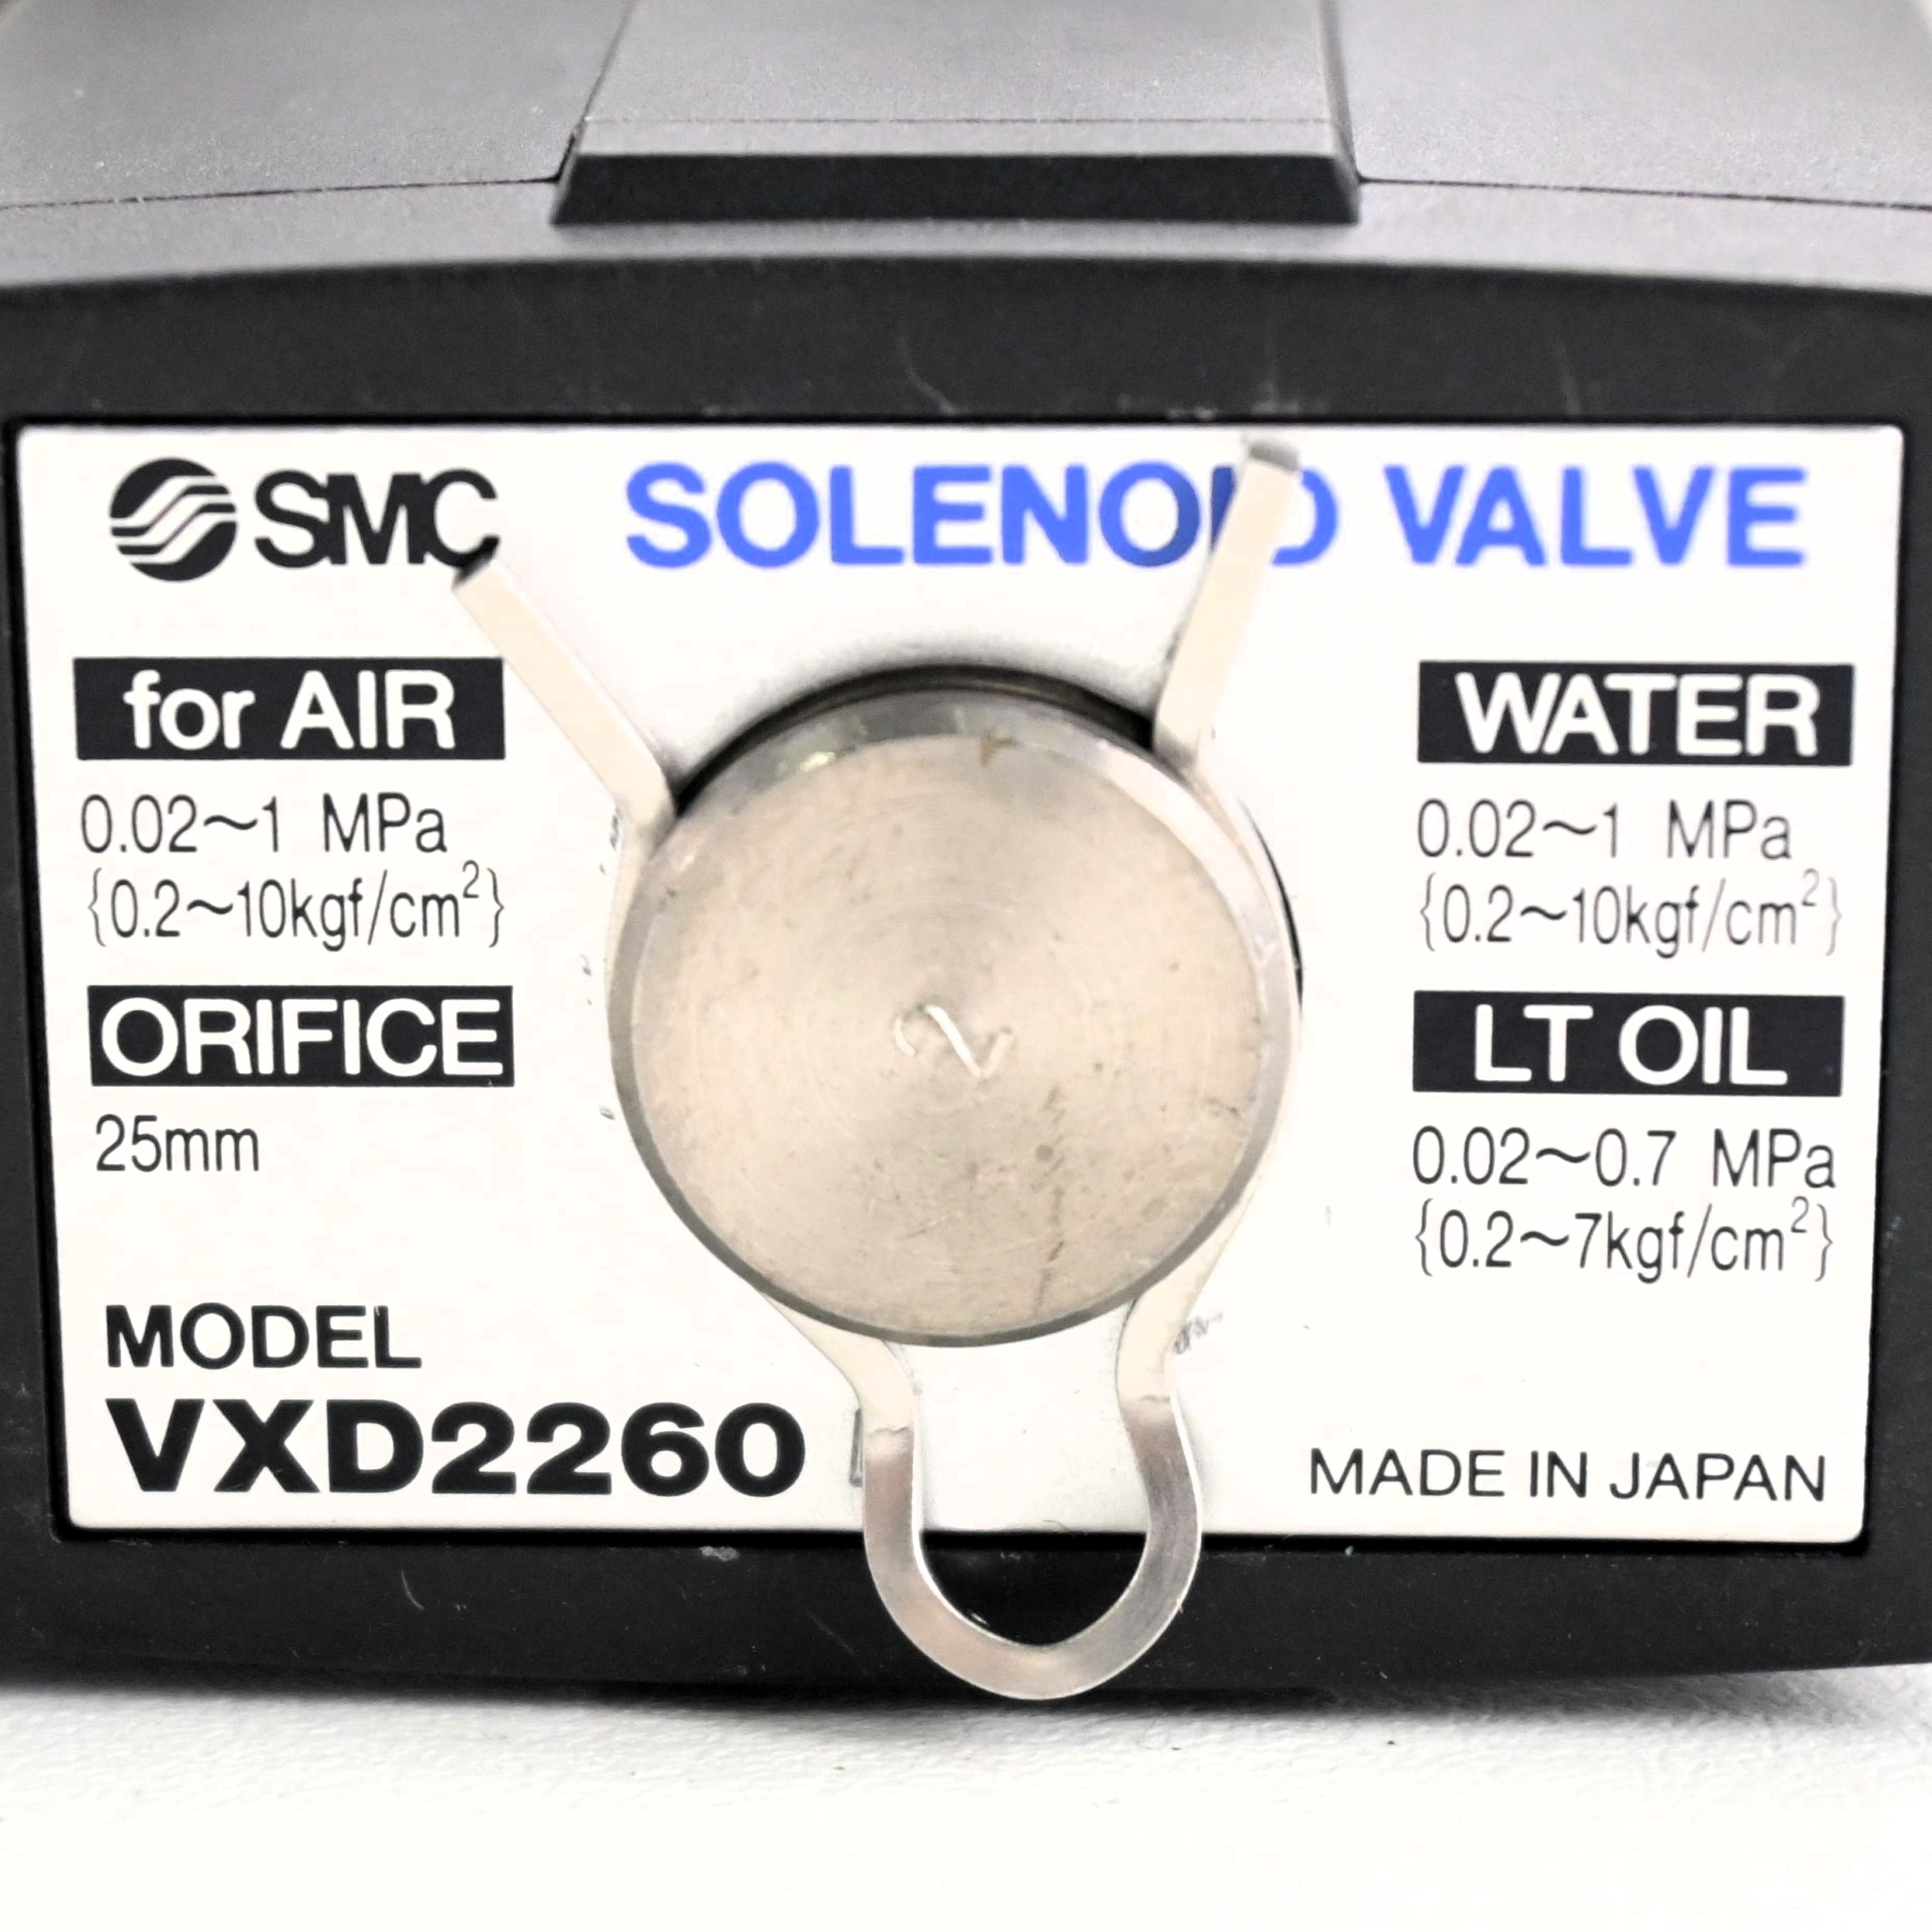 SMC SOLENOID VALVE
for AIR
0.02~1 MPa
{0.2~10kgf/cm²}
ORIFICE
25mm
WATER
0.02~1 MPa
{0.2~10kgf/cm²}
LT OIL
0.02~0.7 MPa
{0.2~7kgf/cm²}
MODEL
VXD2260
MADE IN JAPAN